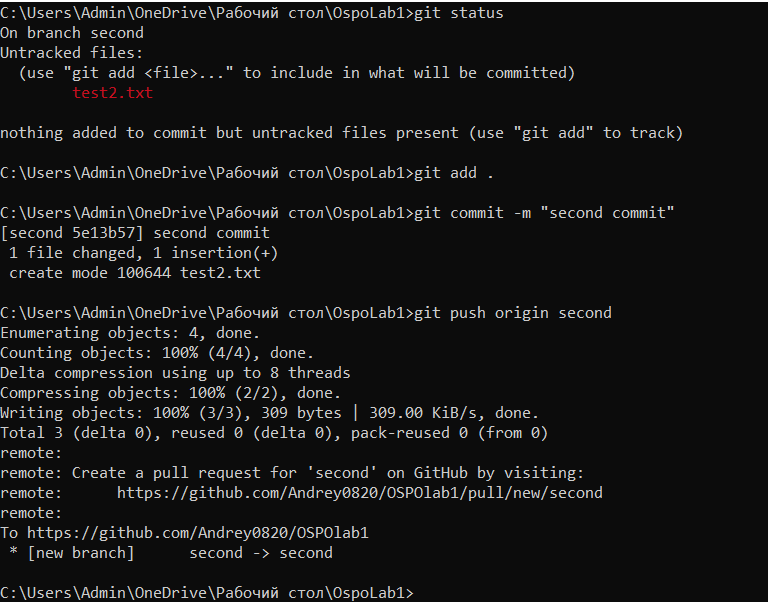 C:\Users\Admin\OneDrive\Рабочий стол\OspoLab1>git status
On branch second
Untracked files:
  (use "git add <file>..." to include in what will be committed)
        test2.txt

nothing added to commit but untracked files present (use "git add" to track)

C:\Users\Admin\OneDrive\Рабочий стол\OspoLab1>git add .

C:\Users\Admin\OneDrive\Рабочий стол\OspoLab1>git commit -m "second commit"
[second 5e13b57] second commit
 1 file changed, 1 insertion(+)
 create mode 100644 test2.txt

C:\Users\Admin\OneDrive\Рабочий стол\OspoLab1>git push origin second
Enumerating objects: 4, done.
Counting objects: 100% (4/4), done.
Delta compression using up to 8 threads
Compressing objects: 100% (2/2), done.
Writing objects: 100% (3/3), 309 bytes | 309.00 KiB/s, done.
Total 3 (delta 0), reused 0 (delta 0), pack-reused 0 (from 0)
remote:
remote: Create a pull request for 'second' on GitHub by visiting:
remote:      https://github.com/Andrey0820/OSPOlab1/pull/new/second
remote:
To https://github.com/Andrey0820/OSPOlab1
 * [new branch]      second -> second

C:\Users\Admin\OneDrive\Рабочий стол\OspoLab1>